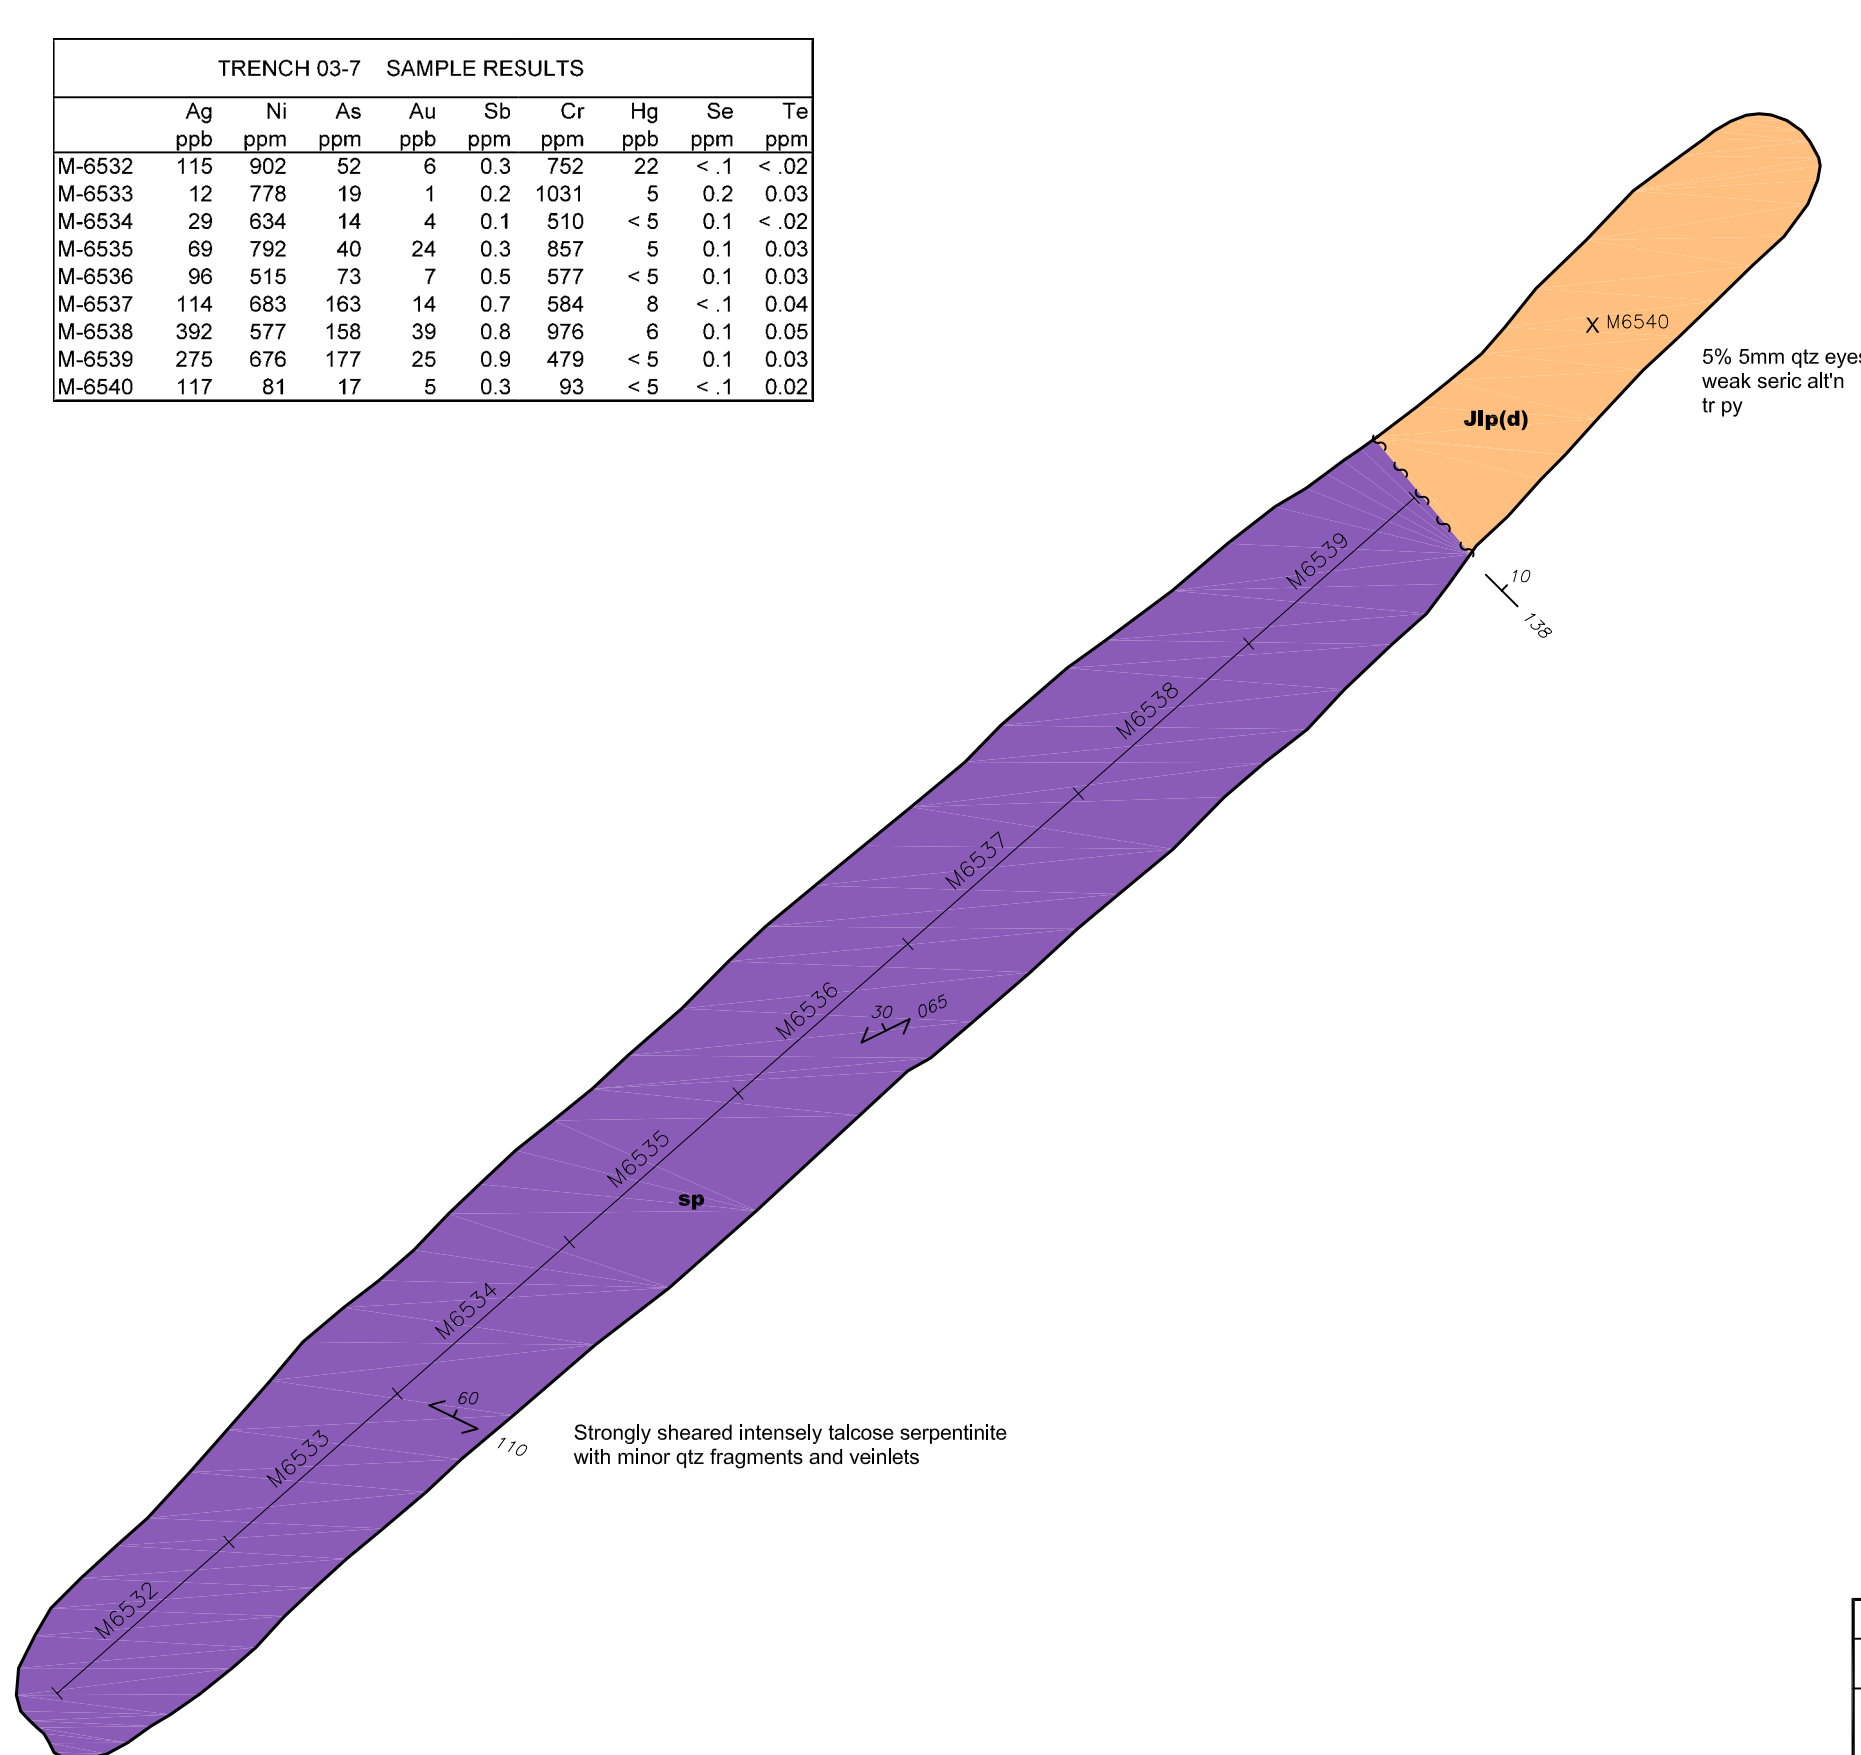 TRENCH 03-7 SAMPLE RESULTS
Ag Ni As Au Sb Cr Hg Se Te
ppb ppm ppm ppb ppm ppm ppb ppm ppm
M-6532 115 902 52 6 0.3 752 22 < .1 < .02
M-6533 12 778 19 1 0.2 1031 5 0.2 0.03
M-6534 29 634 14 4 0.1 510 < 5 0.1 < .02
M-6535 69 792 40 24 0.3 857 5 0.1 0.03
M-6536 96 515 73 7 0.5 577 < 5 0.1 0.03
M-6537 114 683 163 14 0.7 584 8 < .1 0.04
M-6538 392 577 158 39 0.8 976 6 0.1 0.05
M-6539 275 676 177 25 0.9 479 < 5 0.1 0.03
M-6540 117 81 17 5 0.3 93 < 5 < .1 0.02
X M6540
5% 5mm qtz eyes
weak seric alt'n
tr py
Jlp(d)
M6539
10
138
M6538
M6537
M6536
30
065
M6535
sp
M6534
60
110
Strongly sheared intensely talcose serpentinite
with minor qtz fragments and veinlets
M6533
M6532